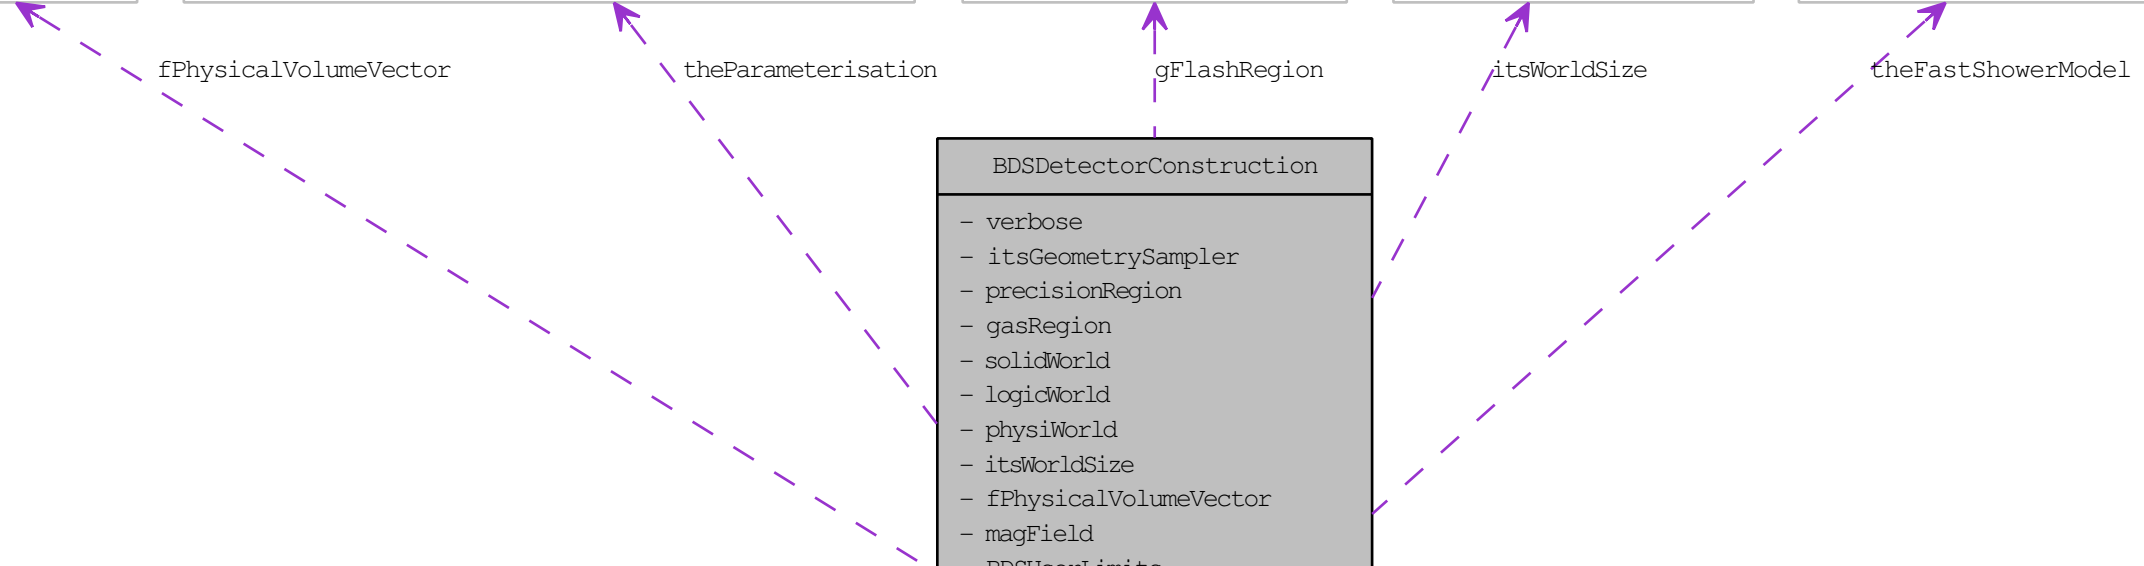 fPhysicalVolumeVector
theParameterisation
gFlashRegion
itsWorldSize
theFastShowerModel
BDSDetectorConstruction
- verbose
- itsGeometrySampler
- precisionRegion
- gasRegion
- solidWorld
- logicWorld
- physiWorld
- itsWorldSize
- fPhysicalVolumeVector
- magField